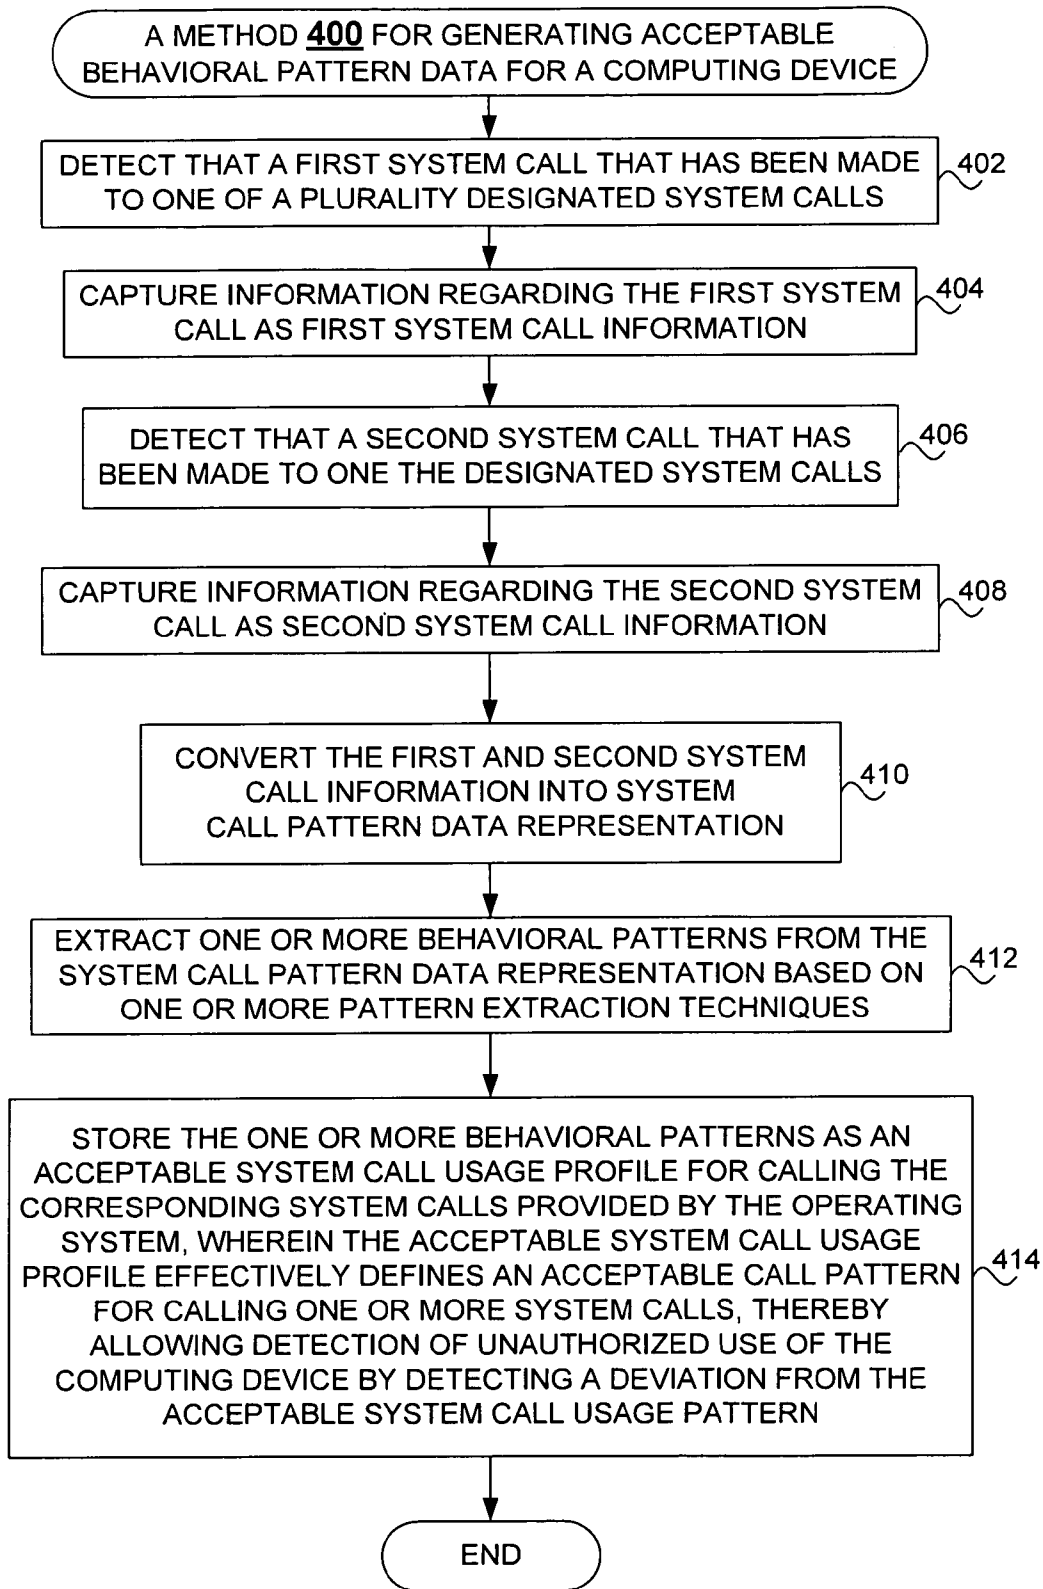 A METHOD 400 FOR GENERATING ACCEPTABLE
BEHAVIORAL PATTERN DATA FOR A COMPUTING DEVICE
DETECT THAT A FIRST SYSTEM CALL THAT HAS BEEN MADE
TO ONE OF A PLURALITY DESIGNATED SYSTEM CALLS
402
CAPTURE INFORMATION REGARDING THE FIRST SYSTEM
CALL AS FIRST SYSTEM CALL INFORMATION
404
DETECT THAT A SECOND SYSTEM CALL THAT HAS
BEEN MADE TO ONE THE DESIGNATED SYSTEM CALLS
406
CAPTURE INFORMATION REGARDING THE SECOND SYSTEM
CALL AS SECOND SYSTEM CALL INFORMATION
408
CONVERT THE FIRST AND SECOND SYSTEM
CALL INFORMATION INTO SYSTEM
CALL PATTERN DATA REPRESENTATION
410
EXTRACT ONE OR MORE BEHAVIORAL PATTERNS FROM THE
SYSTEM CALL PATTERN DATA REPRESENTATION BASED ON
ONE OR MORE PATTERN EXTRACTION TECHNIQUES
412
STORE THE ONE OR MORE BEHAVIORAL PATTERNS AS AN
ACCEPTABLE SYSTEM CALL USAGE PROFILE FOR CALLING THE
CORRESPONDING SYSTEM CALLS PROVIDED BY THE OPERATING
SYSTEM, WHEREIN THE ACCEPTABLE SYSTEM CALL USAGE
PROFILE EFFECTIVELY DEFINES AN ACCEPTABLE CALL PATTERN
FOR CALLING ONE OR MORE SYSTEM CALLS, THEREBY
ALLOWING DETECTION OF UNAUTHORIZED USE OF THE
COMPUTING DEVICE BY DETECTING A DEVIATION FROM THE
ACCEPTABLE SYSTEM CALL USAGE PATTERN
414
END